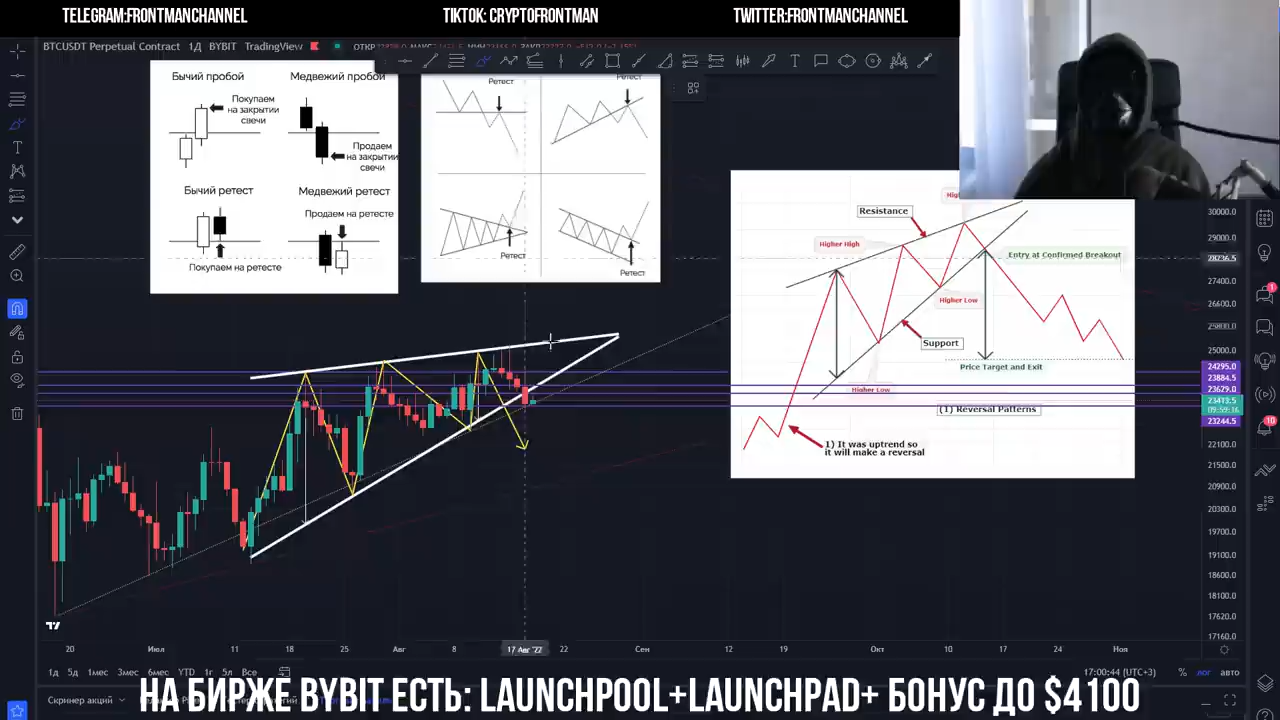 TELEGRAM:FRONTMANCHANNEL
TIKTOK: CRYPTOFRONTMAN
TWITTER:FRONTMANCHANNEL
BTCUSDT Perpetual Contract · 1Д BYBIT TradingView
Бычий пробой
Медвежий пробой
Покупаем
на закрытии
свечи
Продаем
на закрытии
свечи
Бычий ретест
Медвежий ретест
Продаем на ретесте
Покупаем на ретесте
Ретест
Ретест
Ретест
Ретест
Resistance
Higher High
Entry at Confirmed Breakout
Higher Low
Support
Price Target and Exit
Higher Low
(1) Reversal Patterns
1) It was uptrend so
it will make a reversal
30000.0
29000.0
28236.5
27400.0
26600.0
25800.0
25000.0
24295.0
23884.5
23629.0
23413.5
09:59:16
23244.5
22100.0
21500.0
20900.0
20300.0
19700.0
19100.0
18600.0
18100.0
17620.0
17160.0
1
10
20
Июл
11
18
25
Авг
8
17 Авг '22
22
Сен
12
19
Окт
10
17
24
Ноя
1д 5д 1мес 3мес 6мес YTD 1г 5л Все
17:00:44 (UTC+3)
% лог авто
Скринер акций
НА БИРЖЕ BYBIT ЕСТЬ: LAUNCHPOOL+LAUNCHPAD+ БОНУС ДО $4100